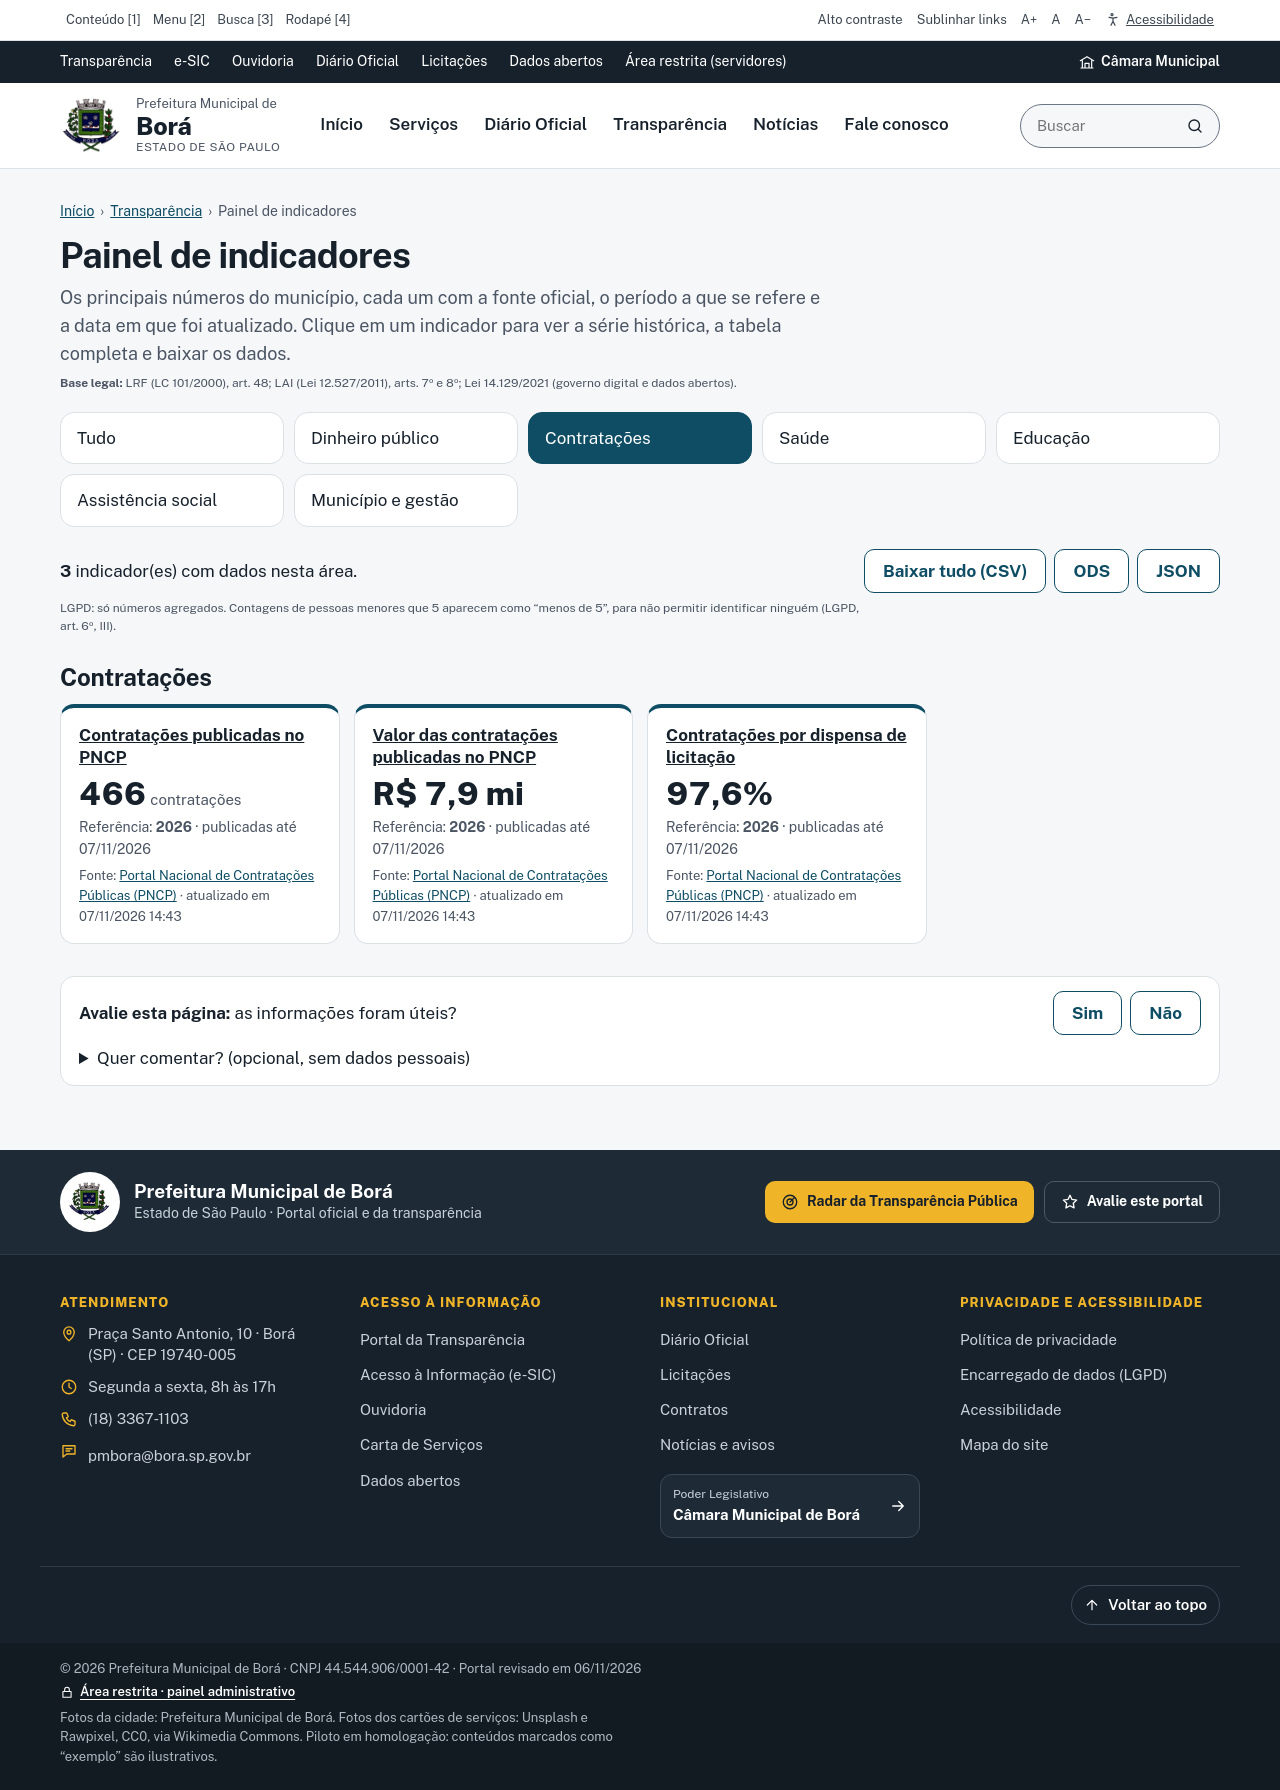 Conteúdo [1] Menu [2] Busca [3] Rodapé [4]
Alto contraste Sublinhar links A+ A A− Acessibilidade
Transparência e-SIC Ouvidoria Diário Oficial Licitações Dados abertos Área restrita (servidores)
Câmara Municipal
Prefeitura Municipal de
Borá
ESTADO DE SÃO PAULO
Início Serviços Diário Oficial Transparência Notícias Fale conosco
Buscar
Início › Transparência › Painel de indicadores
Painel de indicadores
Os principais números do município, cada um com a fonte oficial, o período a que se refere e
a data em que foi atualizado. Clique em um indicador para ver a série histórica, a tabela
completa e baixar os dados.
Base legal: LRF (LC 101/2000), art. 48; LAI (Lei 12.527/2011), arts. 7º e 8º; Lei 14.129/2021 (governo digital e dados abertos).
Tudo
Dinheiro público
Contratações
Saúde
Educação
Assistência social
Município e gestão
3 indicador(es) com dados nesta área.
Baixar tudo (CSV)
ODS
JSON
LGPD: só números agregados. Contagens de pessoas menores que 5 aparecem como “menos de 5”, para não permitir identificar ninguém (LGPD,
art. 6º, III).
Contratações
Contratações publicadas no
PNCP
466 contratações
Referência: 2026 · publicadas até
07/11/2026
Fonte: Portal Nacional de Contratações
Públicas (PNCP) · atualizado em
07/11/2026 14:43
Valor das contratações
publicadas no PNCP
R$ 7,9 mi
Referência: 2026 · publicadas até
07/11/2026
Fonte: Portal Nacional de Contratações
Públicas (PNCP) · atualizado em
07/11/2026 14:43
Contratações por dispensa de
licitação
97,6%
Referência: 2026 · publicadas até
07/11/2026
Fonte: Portal Nacional de Contratações
Públicas (PNCP) · atualizado em
07/11/2026 14:43
Avalie esta página: as informações foram úteis?
Sim
Não
Quer comentar? (opcional, sem dados pessoais)
Prefeitura Municipal de Borá
Estado de São Paulo · Portal oficial e da transparência
Radar da Transparência Pública
Avalie este portal
ATENDIMENTO
Praça Santo Antonio, 10 · Borá
(SP) · CEP 19740-005
Segunda a sexta, 8h às 17h
(18) 3367-1103
pmbora@bora.sp.gov.br
ACESSO À INFORMAÇÃO
Portal da Transparência
Acesso à Informação (e-SIC)
Ouvidoria
Carta de Serviços
Dados abertos
INSTITUCIONAL
Diário Oficial
Licitações
Contratos
Notícias e avisos
Poder Legislativo
Câmara Municipal de Borá
PRIVACIDADE E ACESSIBILIDADE
Política de privacidade
Encarregado de dados (LGPD)
Acessibilidade
Mapa do site
Voltar ao topo
© 2026 Prefeitura Municipal de Borá · CNPJ 44.544.906/0001-42 · Portal revisado em 06/11/2026
Área restrita · painel administrativo
Fotos da cidade: Prefeitura Municipal de Borá. Fotos dos cartões de serviços: Unsplash e
Rawpixel, CC0, via Wikimedia Commons. Piloto em homologação: conteúdos marcados como
“exemplo” são ilustrativos.